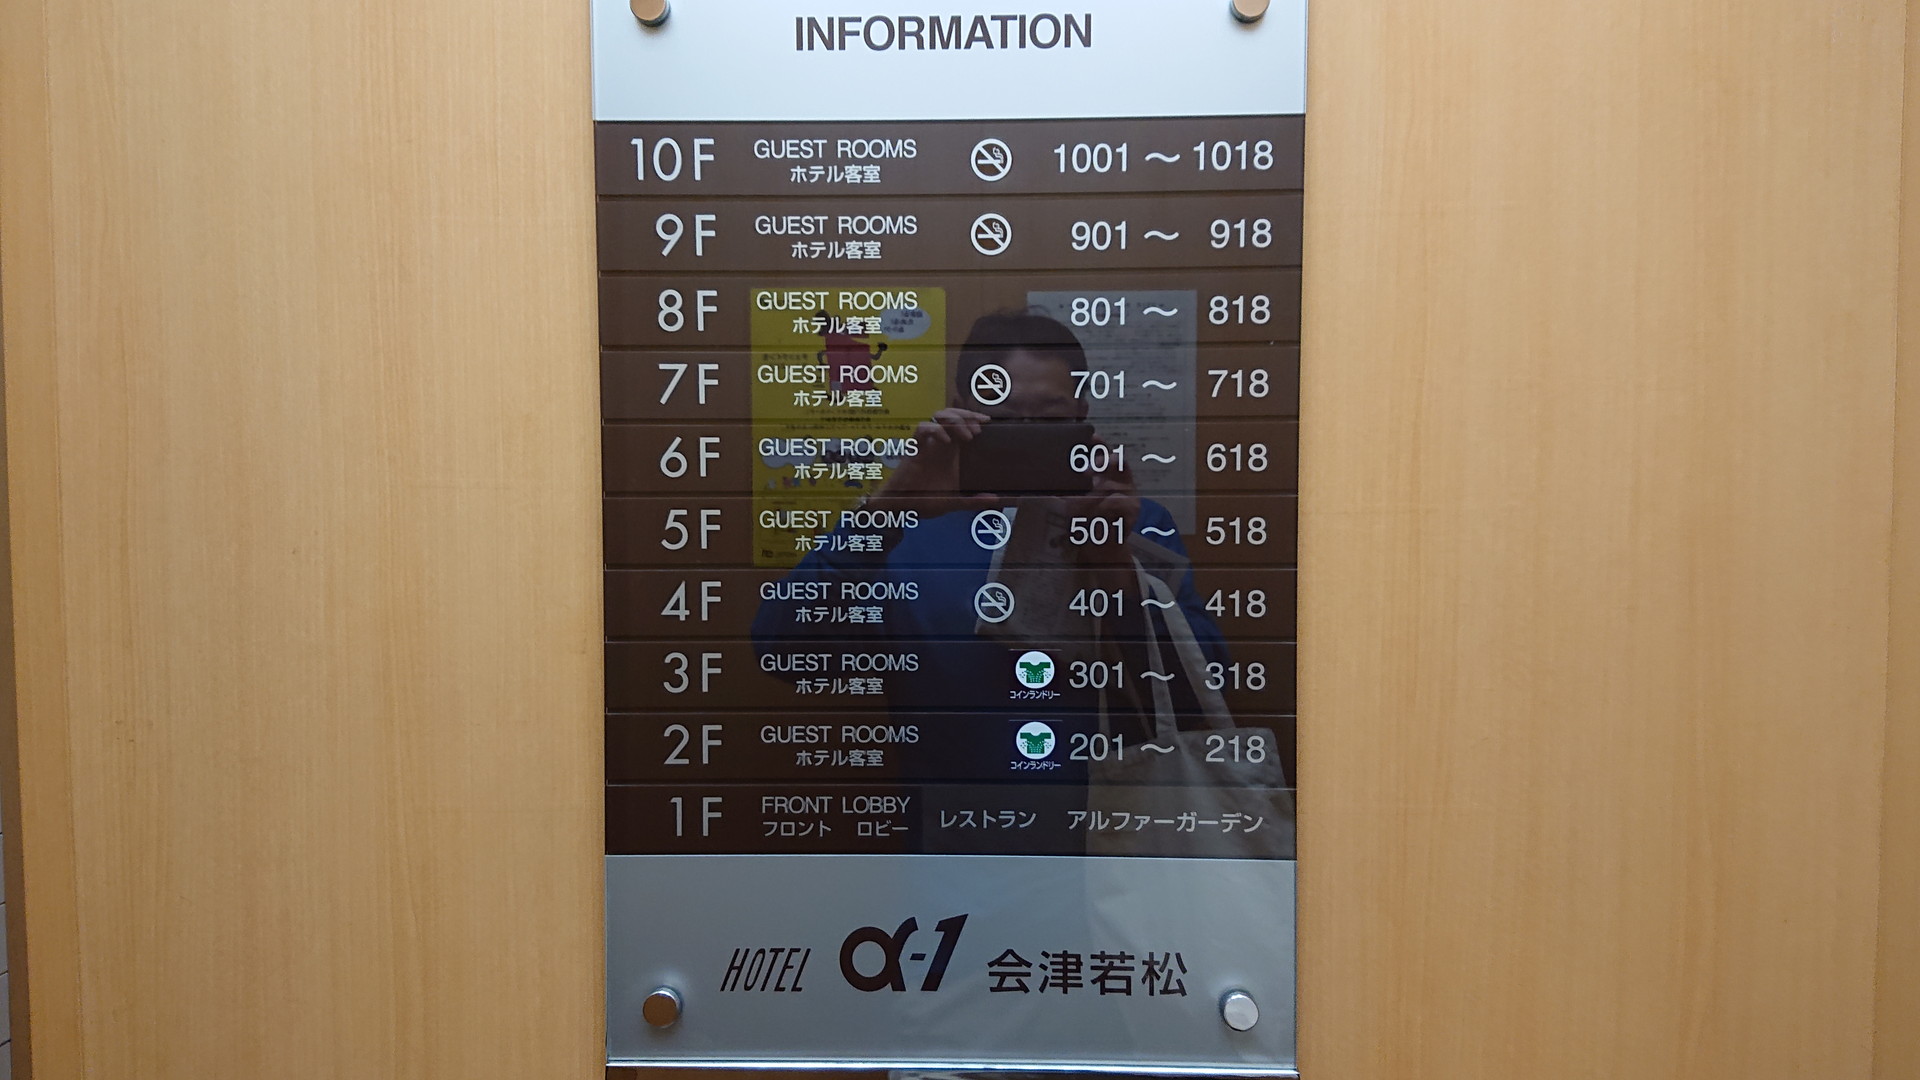 INFORMATION
10F GUEST ROOMS 1001 ～ 1018
ホテル客室
9F GUEST ROOMS 901 ～ 918
ホテル客室
8F GUEST ROOMS 801 ～ 818
ホテル客室
7F GUEST ROOMS 701 ～ 718
ホテル客室
6F GUEST ROOMS 601 ～ 618
ホテル客室
5F GUEST ROOMS 501 ～ 518
ホテル客室
4F GUEST ROOMS 401 ～ 418
ホテル客室
3F GUEST ROOMS 301 ～ 318
ホテル客室 コインランドリー
2F GUEST ROOMS 201 ～ 218
ホテル客室 コインランドリー
1F FRONT LOBBY レストラン アルファーガーデン
フロント ロビー
HOTEL α-1 会津若松